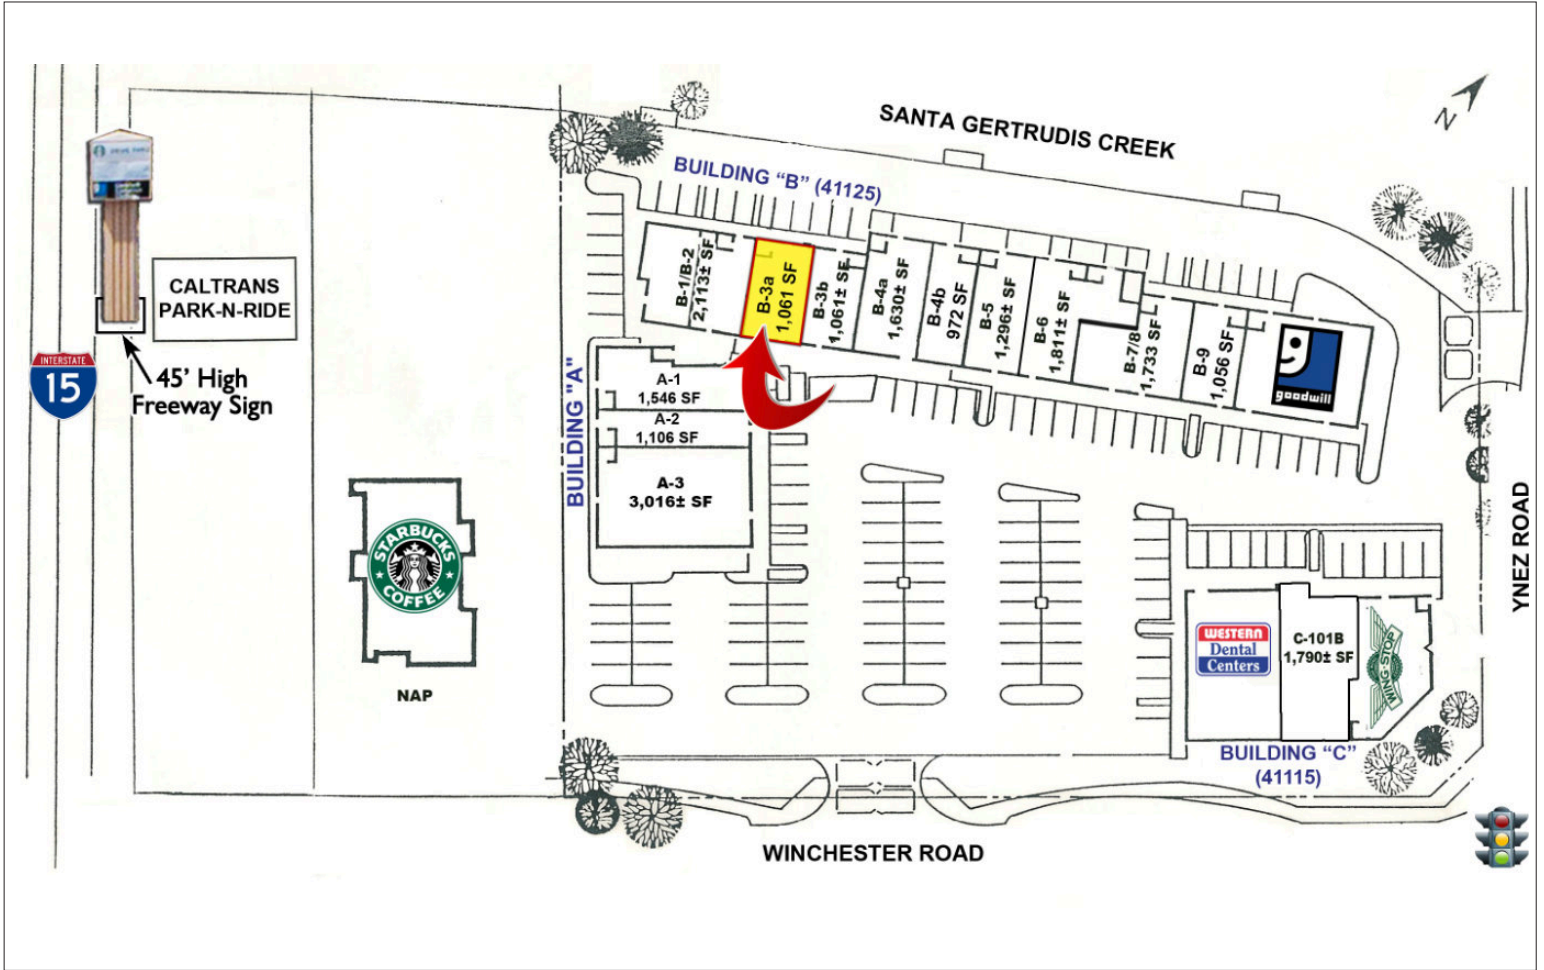 SANTA GERTRUDIS CREEK
N
BUILDING “B” (41125)
B-1/B-2
2,113± SF
B-3a
1,061 SF
B-3b
1,061± SF
B-4a
1,630± SF
B-4b
972 SF
B-5
1,296± SF
B-6
1,811± SF
B-7/8
1,733 SF
B-9
1,056 SF
goodwill
CALTRANS
PARK-N-RIDE
INTERSTATE
15
45’ High
Freeway Sign
BUILDING "A"
A-1
1,546 SF
A-2
1,106 SF
A-3
3,016± SF
STARBUCKS
COFFEE
NAP
YNEZ ROAD
WESTERN
Dental
Centers
C-101B
1,790± SF
WING-STOP
BUILDING “C”
(41115)
WINCHESTER ROAD